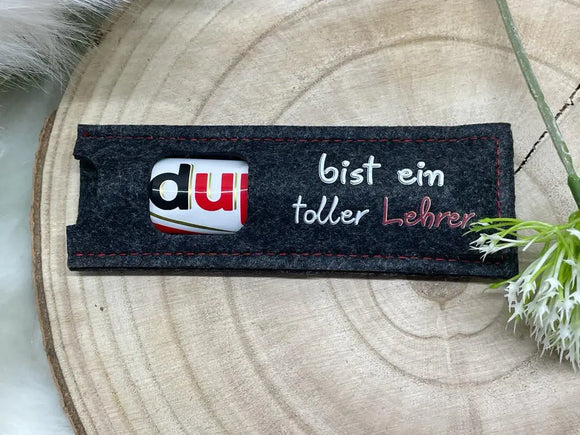 du
bist ein
toller Lehrer